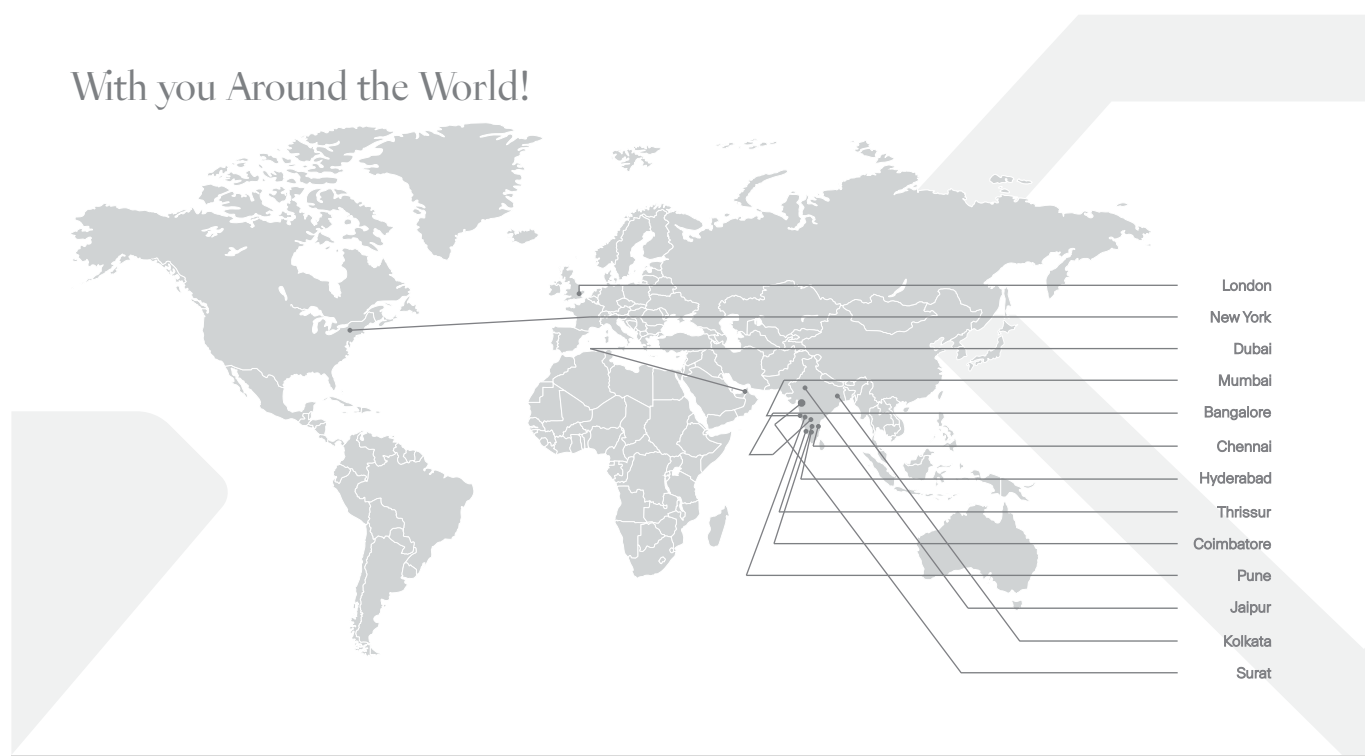 With you Around the World!
London
New York
Dubai
Mumbai
Bangalore
Chennai
Hyderabad
Thrissur
Coimbatore
Pune
Jaipur
Kolkata
Surat